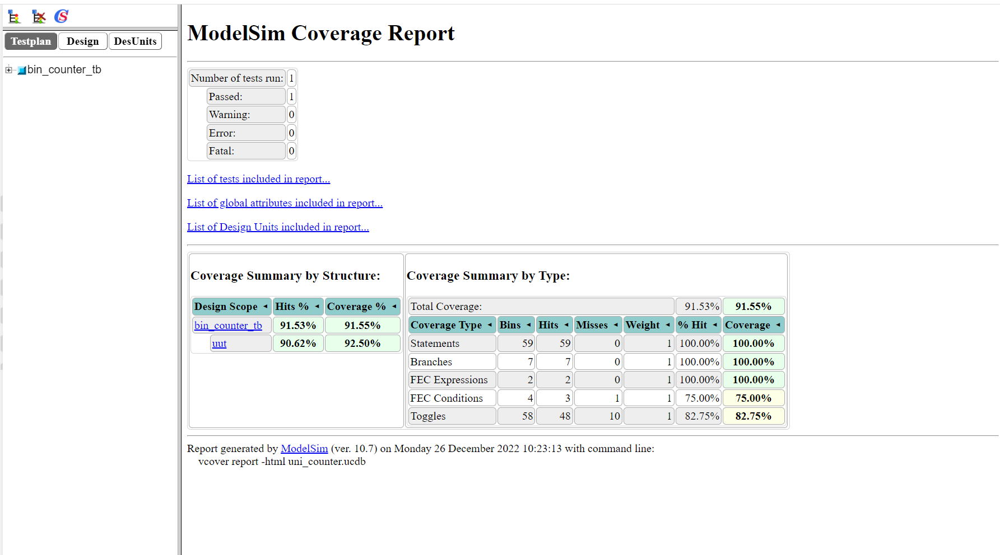 Testplan Design DesUnits
bin_counter_tb
ModelSim Coverage Report
Number of tests run: 1
Passed: 1
Warning: 0
Error: 0
Fatal: 0
List of tests included in report...
List of global attributes included in report...
List of Design Units included in report...
Coverage Summary by Structure:
Design Scope Hits % Coverage %
bin_counter_tb 91.53% 91.55%
uut 90.62% 92.50%
Coverage Summary by Type:
Total Coverage: 91.53% 91.55%
Coverage Type Bins Hits Misses Weight % Hit Coverage
Statements 59 59 0 1 100.00% 100.00%
Branches 7 7 0 1 100.00% 100.00%
FEC Expressions 2 2 0 1 100.00% 100.00%
FEC Conditions 4 3 1 1 75.00% 75.00%
Toggles 58 48 10 1 82.75% 82.75%
Report generated by ModelSim (ver. 10.7) on Monday 26 December 2022 10:23:13 with command line:
vcover report -html uni_counter.ucdb